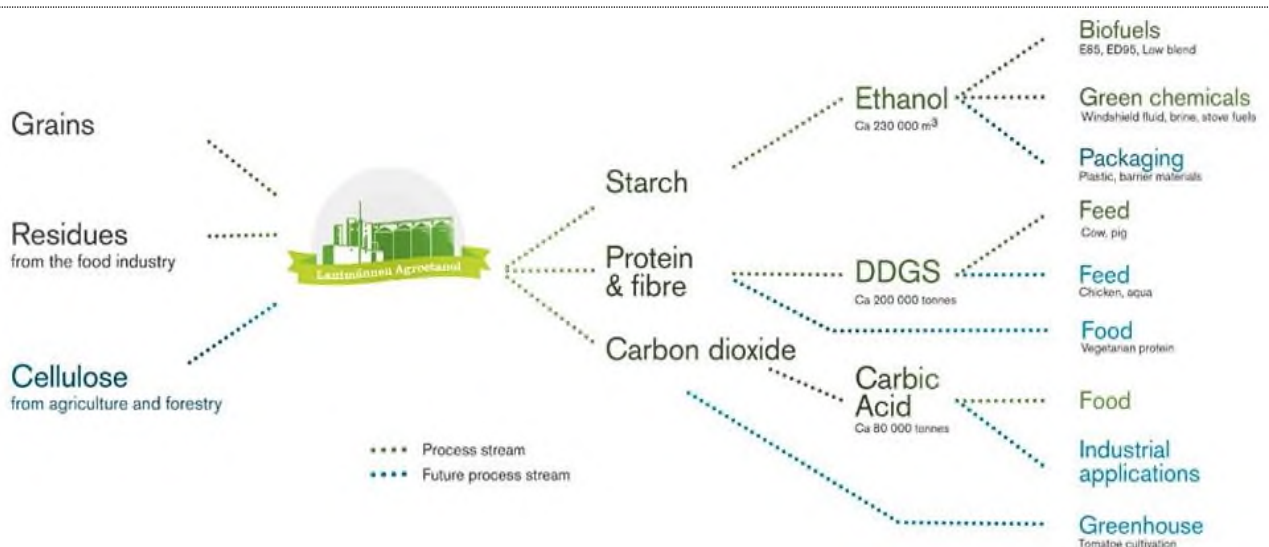 Grains
Residues
from the food industry
Cellulose
from agriculture and forestry
Lantmännen Agroetanol
Starch
Protein
& fibre
Carbon dioxide
Ethanol
Ca 230 000 m³
DDGS
Ca 200 000 tonnes
Carbic
Acid
Ca 80 000 tonnes
Biofuels
E85, ED95, Low blend
Green chemicals
Windshield fluid, brine, stove fuels
Packaging
Plastic, barrier materials
Feed
Cow, pig
Feed
Chicken, aqua
Food
Vegetarian protein
Food
Industrial
applications
Greenhouse
Tomatoe cultivation
Process stream
Future process stream